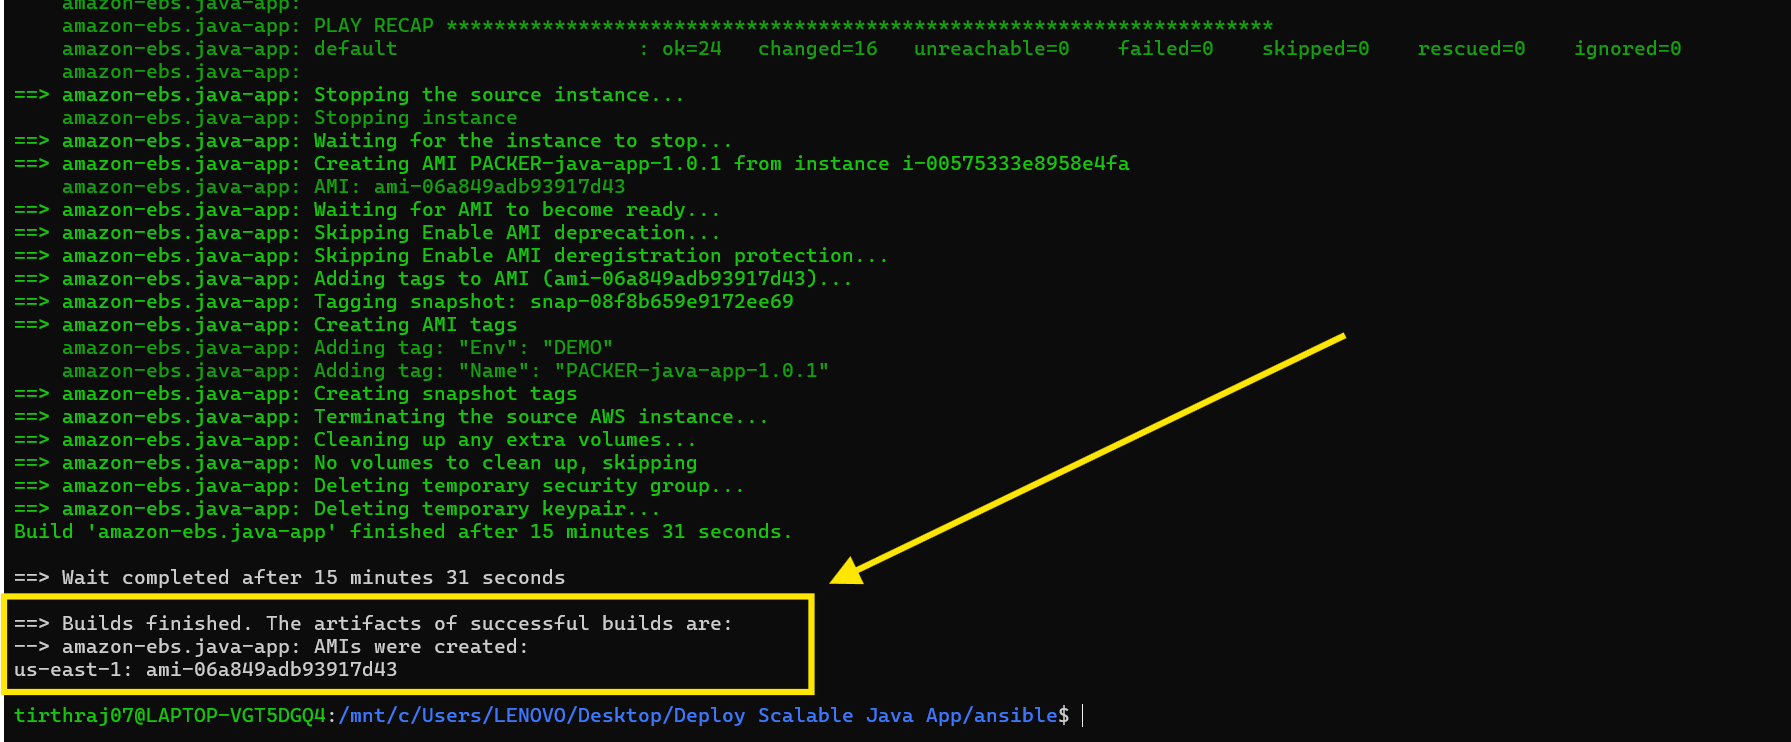 amazon-ebs.java-app:
amazon-ebs.java-app: PLAY RECAP *********************************************************************
amazon-ebs.java-app: default                    : ok=24   changed=16   unreachable=0    failed=0    skipped=0    rescued=0    ignored=0
amazon-ebs.java-app:
==> amazon-ebs.java-app: Stopping the source instance...
amazon-ebs.java-app: Stopping instance
==> amazon-ebs.java-app: Waiting for the instance to stop...
==> amazon-ebs.java-app: Creating AMI PACKER-java-app-1.0.1 from instance i-00575333e8958e4fa
amazon-ebs.java-app: AMI: ami-06a849adb93917d43
==> amazon-ebs.java-app: Waiting for AMI to become ready...
==> amazon-ebs.java-app: Skipping Enable AMI deprecation...
==> amazon-ebs.java-app: Skipping Enable AMI deregistration protection...
==> amazon-ebs.java-app: Adding tags to AMI (ami-06a849adb93917d43)...
==> amazon-ebs.java-app: Tagging snapshot: snap-08f8b659e9172ee69
==> amazon-ebs.java-app: Creating AMI tags
amazon-ebs.java-app: Adding tag: "Env": "DEMO"
amazon-ebs.java-app: Adding tag: "Name": "PACKER-java-app-1.0.1"
==> amazon-ebs.java-app: Creating snapshot tags
==> amazon-ebs.java-app: Terminating the source AWS instance...
==> amazon-ebs.java-app: Cleaning up any extra volumes...
==> amazon-ebs.java-app: No volumes to clean up, skipping
==> amazon-ebs.java-app: Deleting temporary security group...
==> amazon-ebs.java-app: Deleting temporary keypair...
Build 'amazon-ebs.java-app' finished after 15 minutes 31 seconds.
==> Wait completed after 15 minutes 31 seconds
==> Builds finished. The artifacts of successful builds are:
--> amazon-ebs.java-app: AMIs were created:
us-east-1: ami-06a849adb93917d43
tirthraj07@LAPTOP-VGT5DGQ4:/mnt/c/Users/LENOVO/Desktop/Deploy Scalable Java App/ansible$